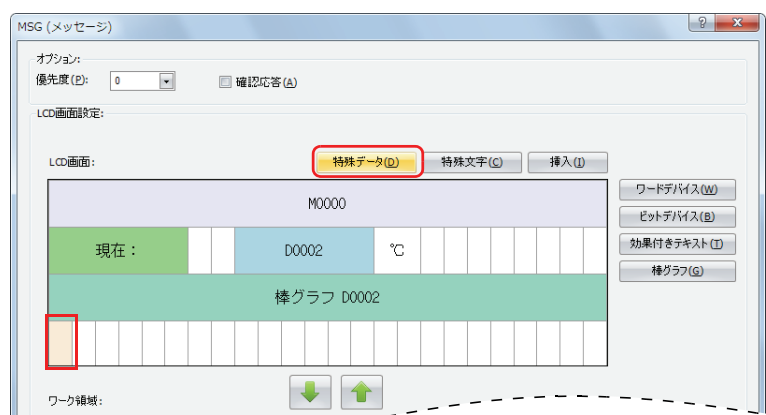 MSG (メッセージ)
オプション:
優先度(P): 0 確認応答(A)
LCD画面設定:
LCD画面: 特殊データ(D) 特殊文字(C) 挿入(I)
M0000
ワードデバイス(W)
ビットデバイス(B)
現在: D0002 ℃
効果付きテキスト(T)
棒グラフ(G)
棒グラフ D0002
ワーク領域: